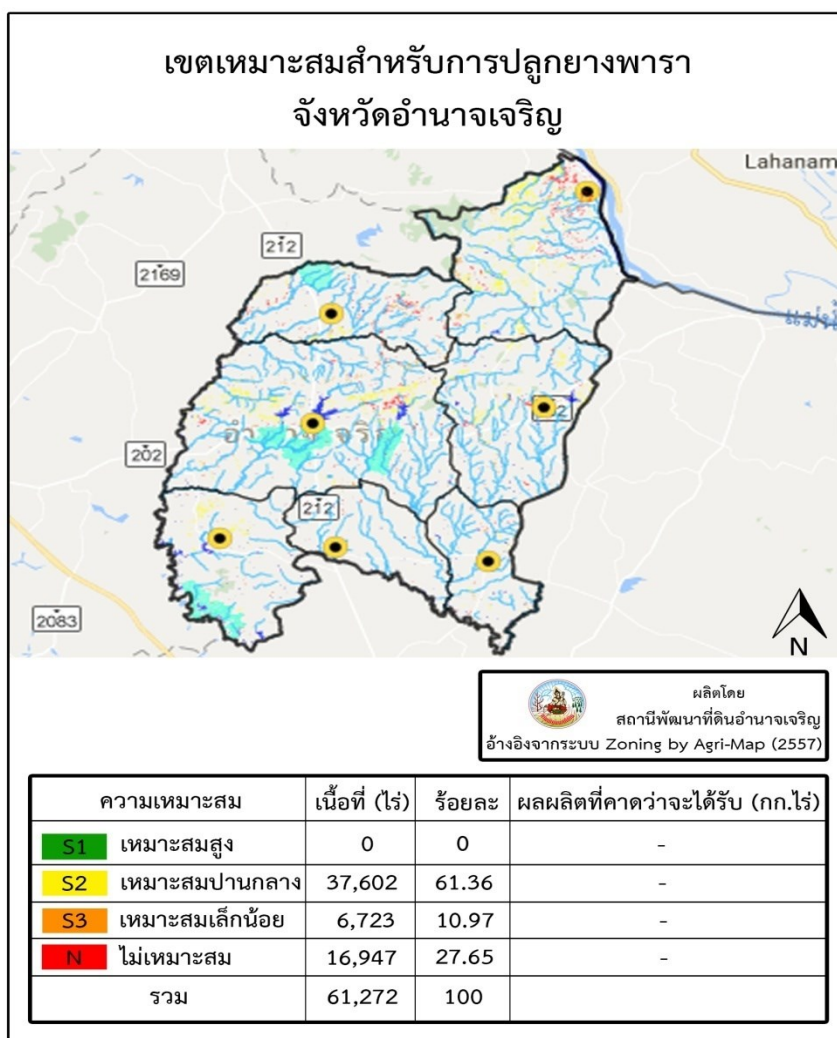 เขตเหมาะสมสำหรับการปลูกยางพารา
จังหวัดอำนาจเจริญ
Lahanam
212
2169
202
212
2083
N
ผลิตโดย
สถานีพัฒนาที่ดินอำนาจเจริญ
อ้างอิงจากระบบ Zoning by Agri-Map (2557)
ความเหมาะสม เนื้อที่ (ไร่) ร้อยละ ผลผลิตที่คาดว่าจะได้รับ (กก.ไร่)
S1 เหมาะสมสูง 0 0 -
S2 เหมาะสมปานกลาง 37,602 61.36 -
S3 เหมาะสมเล็กน้อย 6,723 10.97 -
N ไม่เหมาะสม 16,947 27.65 -
รวม 61,272 100